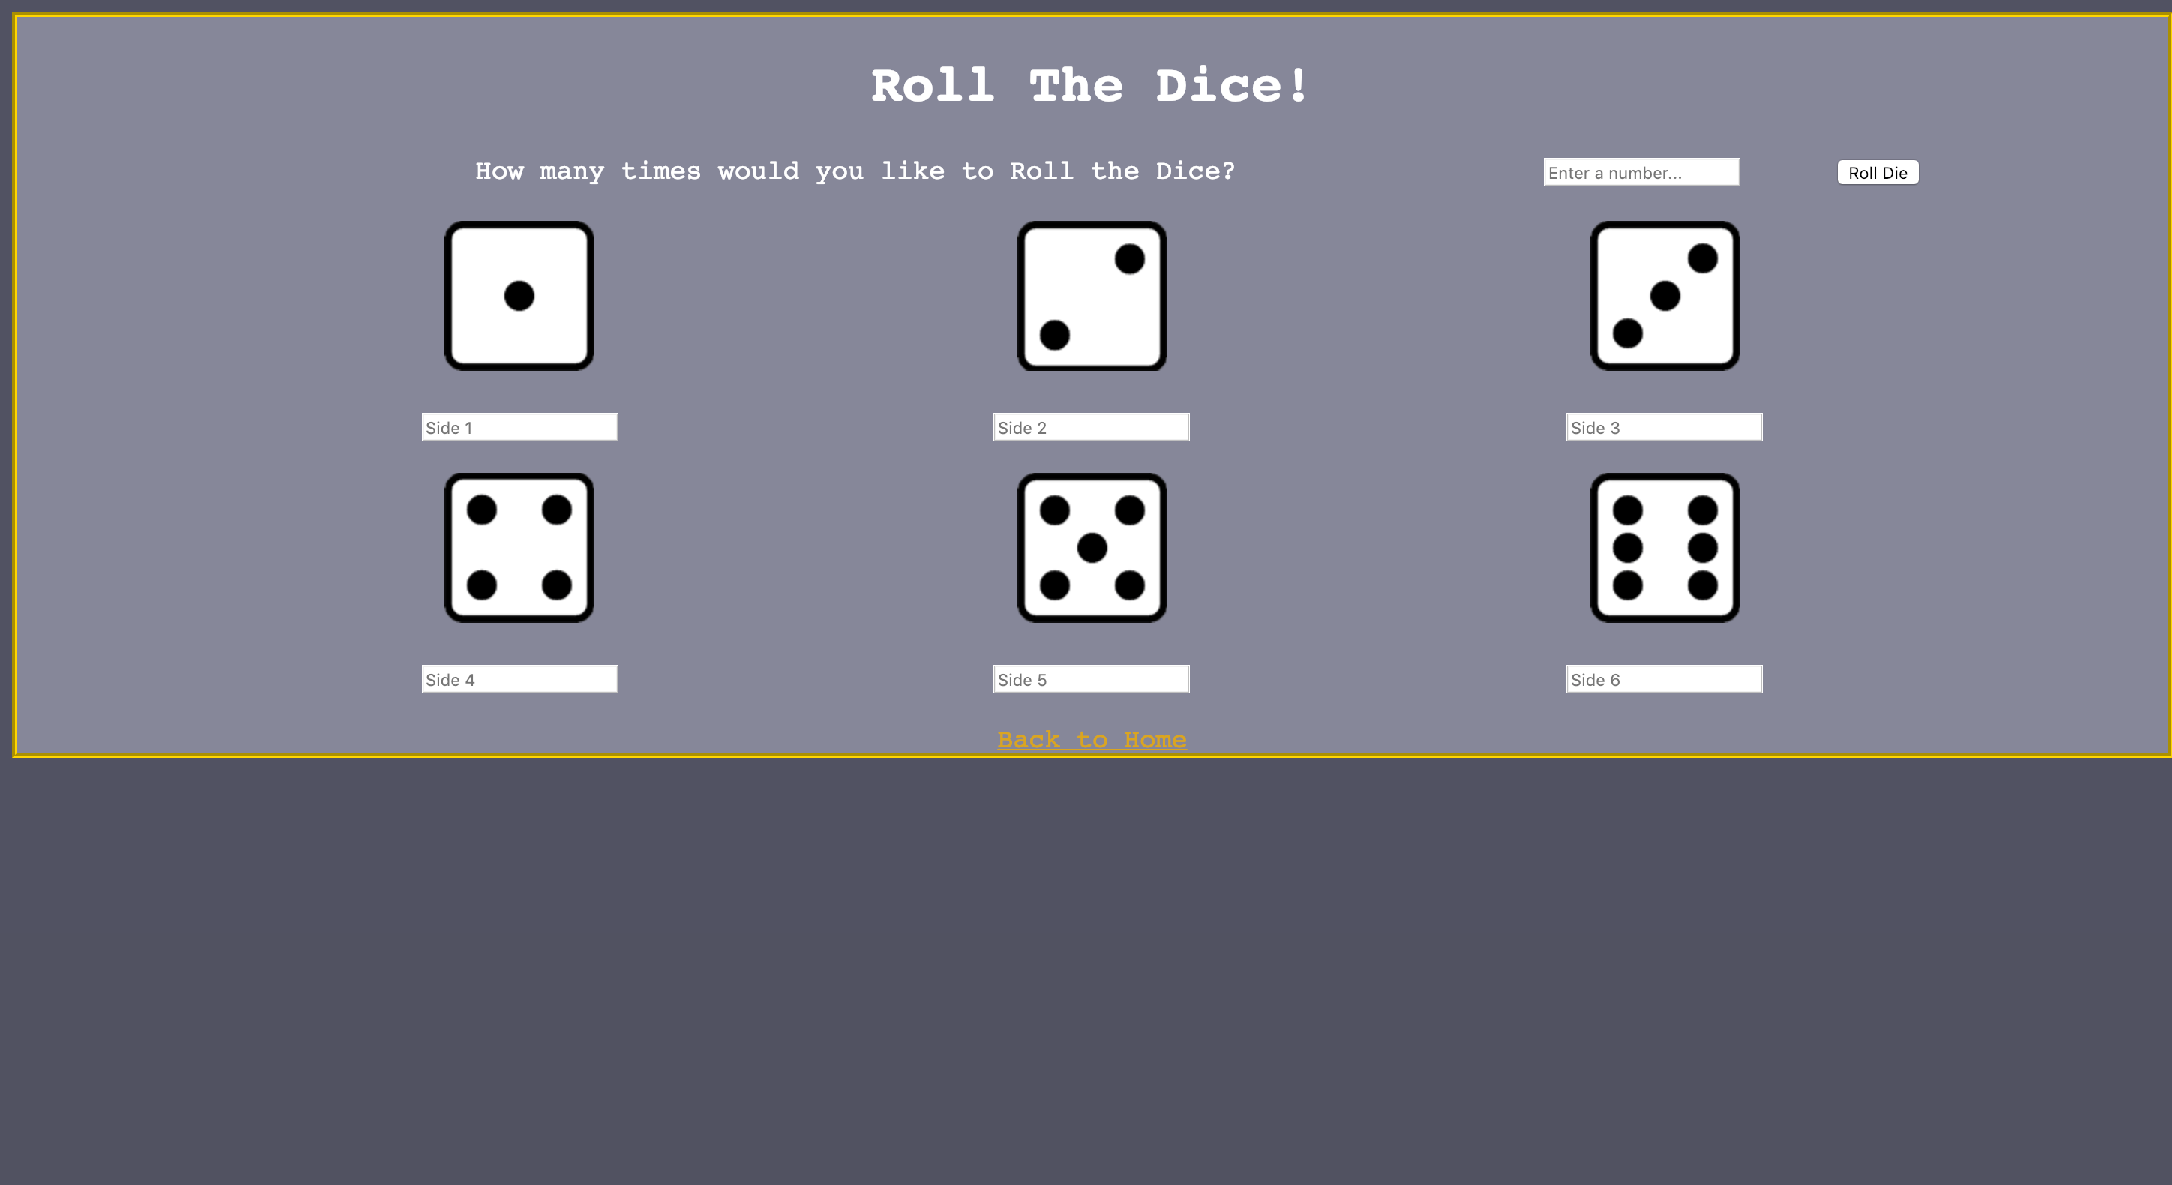 Roll The Dice!
How many times would you like to Roll the Dice? Enter a number... Roll Die
Side 1 Side 2 Side 3
Side 4 Side 5 Side 6
Back to Home